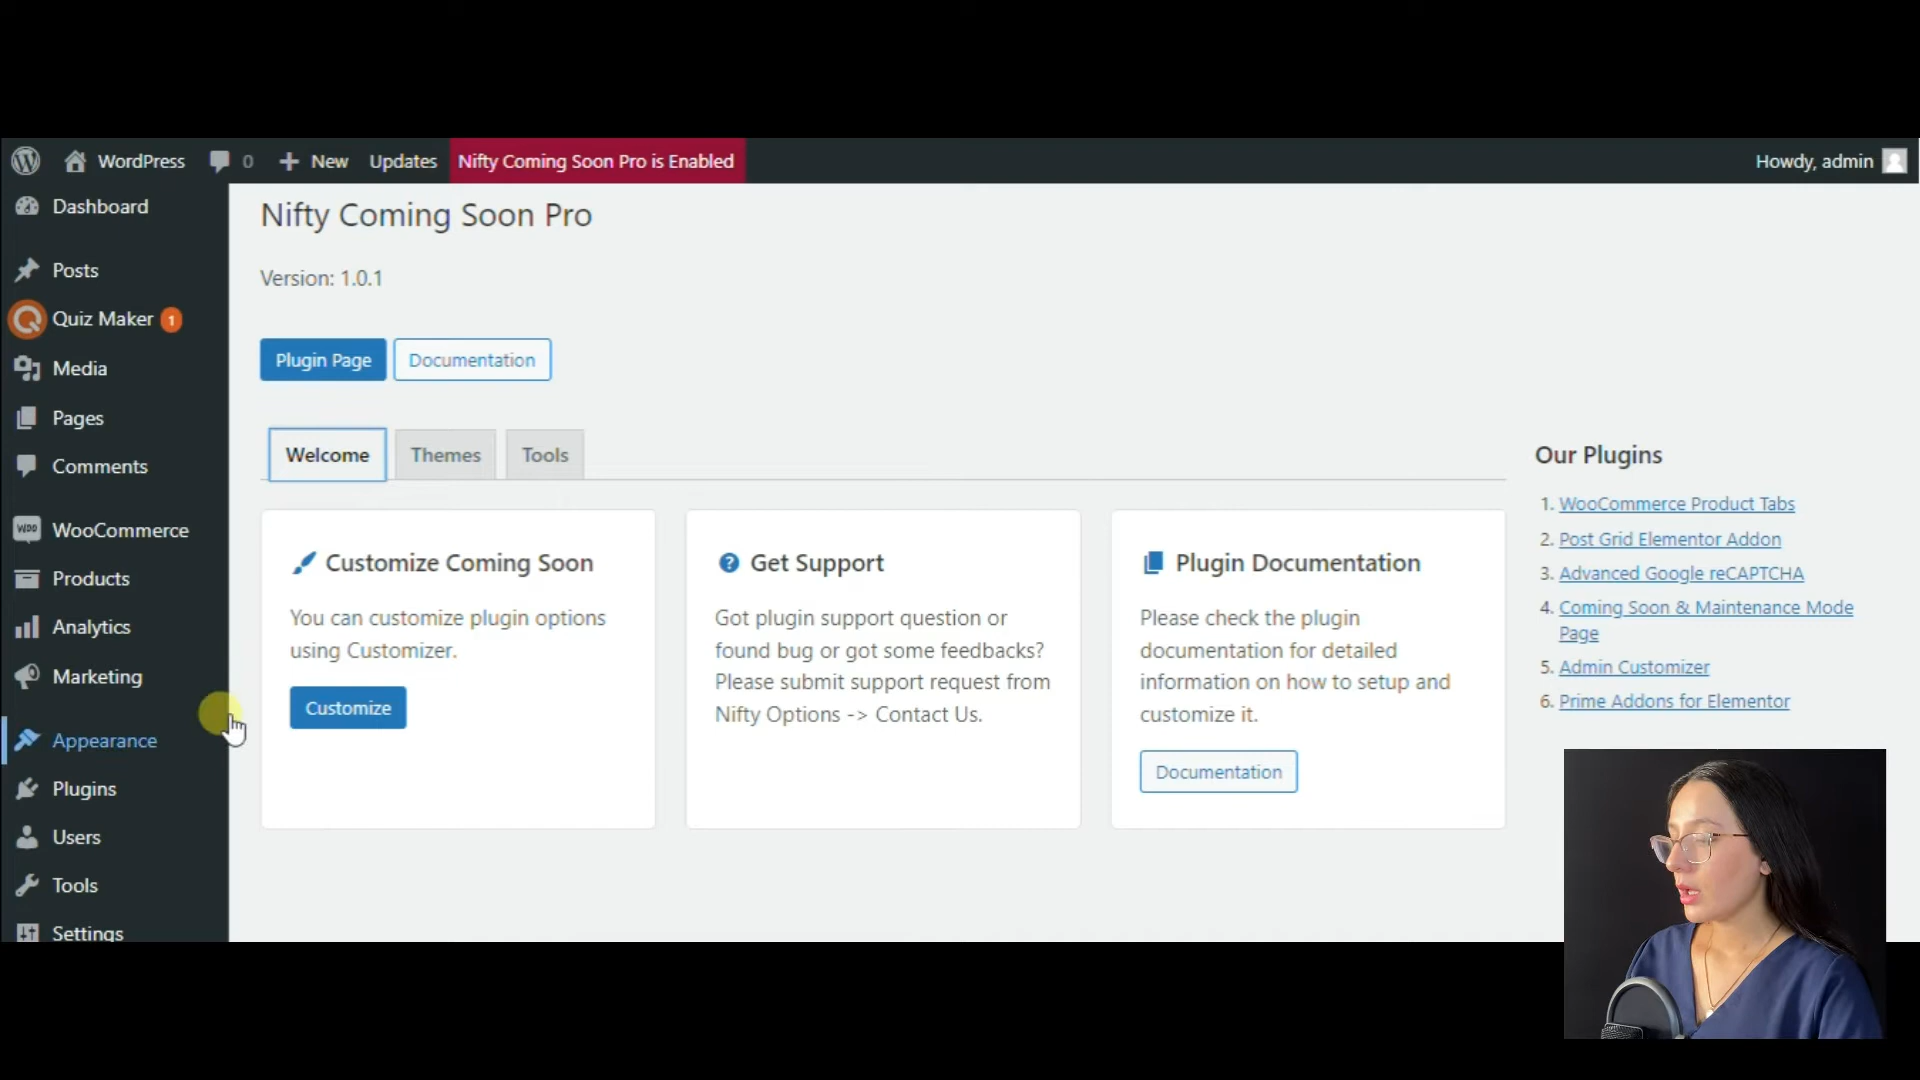 WordPress
0
New
Updates
Nifty Coming Soon Pro is Enabled
Howdy, admin
Dashboard
Posts
Quiz Maker 1
Media
Pages
Comments
WooCommerce
Products
Analytics
Marketing
Appearance
Plugins
Users
Tools
Settings
Nifty Coming Soon Pro
Version: 1.0.1
Plugin Page
Documentation
Welcome
Themes
Tools
Customize Coming Soon
You can customize plugin options
using Customizer.
Customize
Get Support
Got plugin support question or
found bug or got some feedbacks?
Please submit support request from
Nifty Options -> Contact Us.
Plugin Documentation
Please check the plugin
documentation for detailed
information on how to setup and
customize it.
Documentation
Our Plugins
1. WooCommerce Product Tabs
2. Post Grid Elementor Addon
3. Advanced Google reCAPTCHA
4. Coming Soon & Maintenance Mode
Page
5. Admin Customizer
6. Prime Addons for Elementor